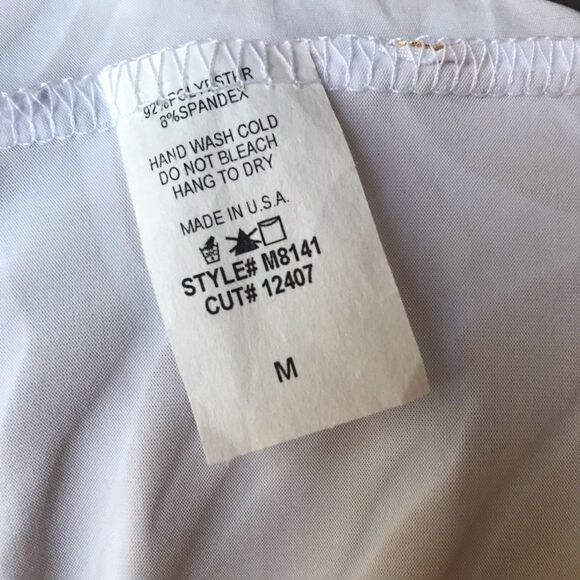 92%POLYESTER
8%SPANDEX
HAND WASH COLD
DO NOT BLEACH
HANG TO DRY
MADE IN U.S.A.
STYLE# M8141
CUT# 12407
M